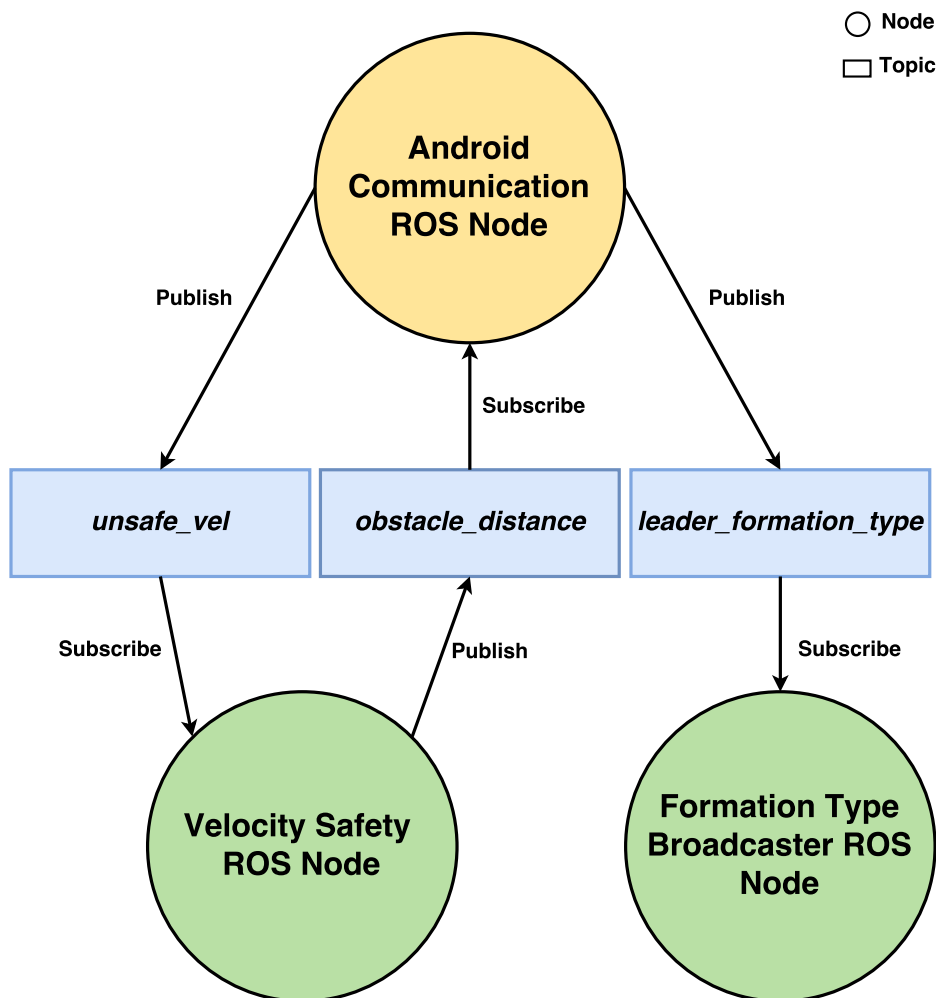 Node
Topic
Android
Communication
ROS Node
Publish
Publish
Subscribe
unsafe_vel
obstacle_distance
leader_formation_type
Subscribe
Publish
Subscribe
Velocity Safety
ROS Node
Formation Type
Broadcaster ROS
Node